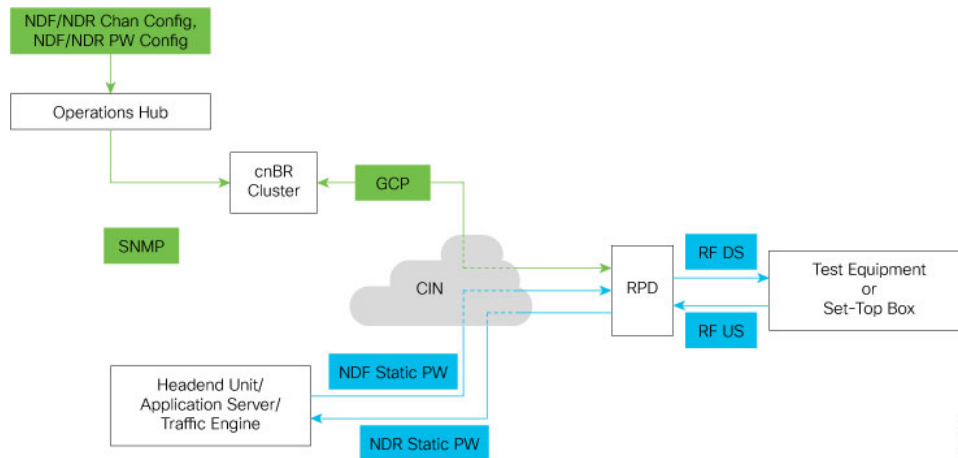 NDF/NDR Chan Config,
NDF/NDR PW Config
Operations Hub
cnBR
Cluster
GCP
SNMP
CIN
RPD
RF DS
RF US
Test Equipment
or
Set-Top Box
NDF Static PW
Headend Unit/
Application Server/
Traffic Engine
NDR Static PW